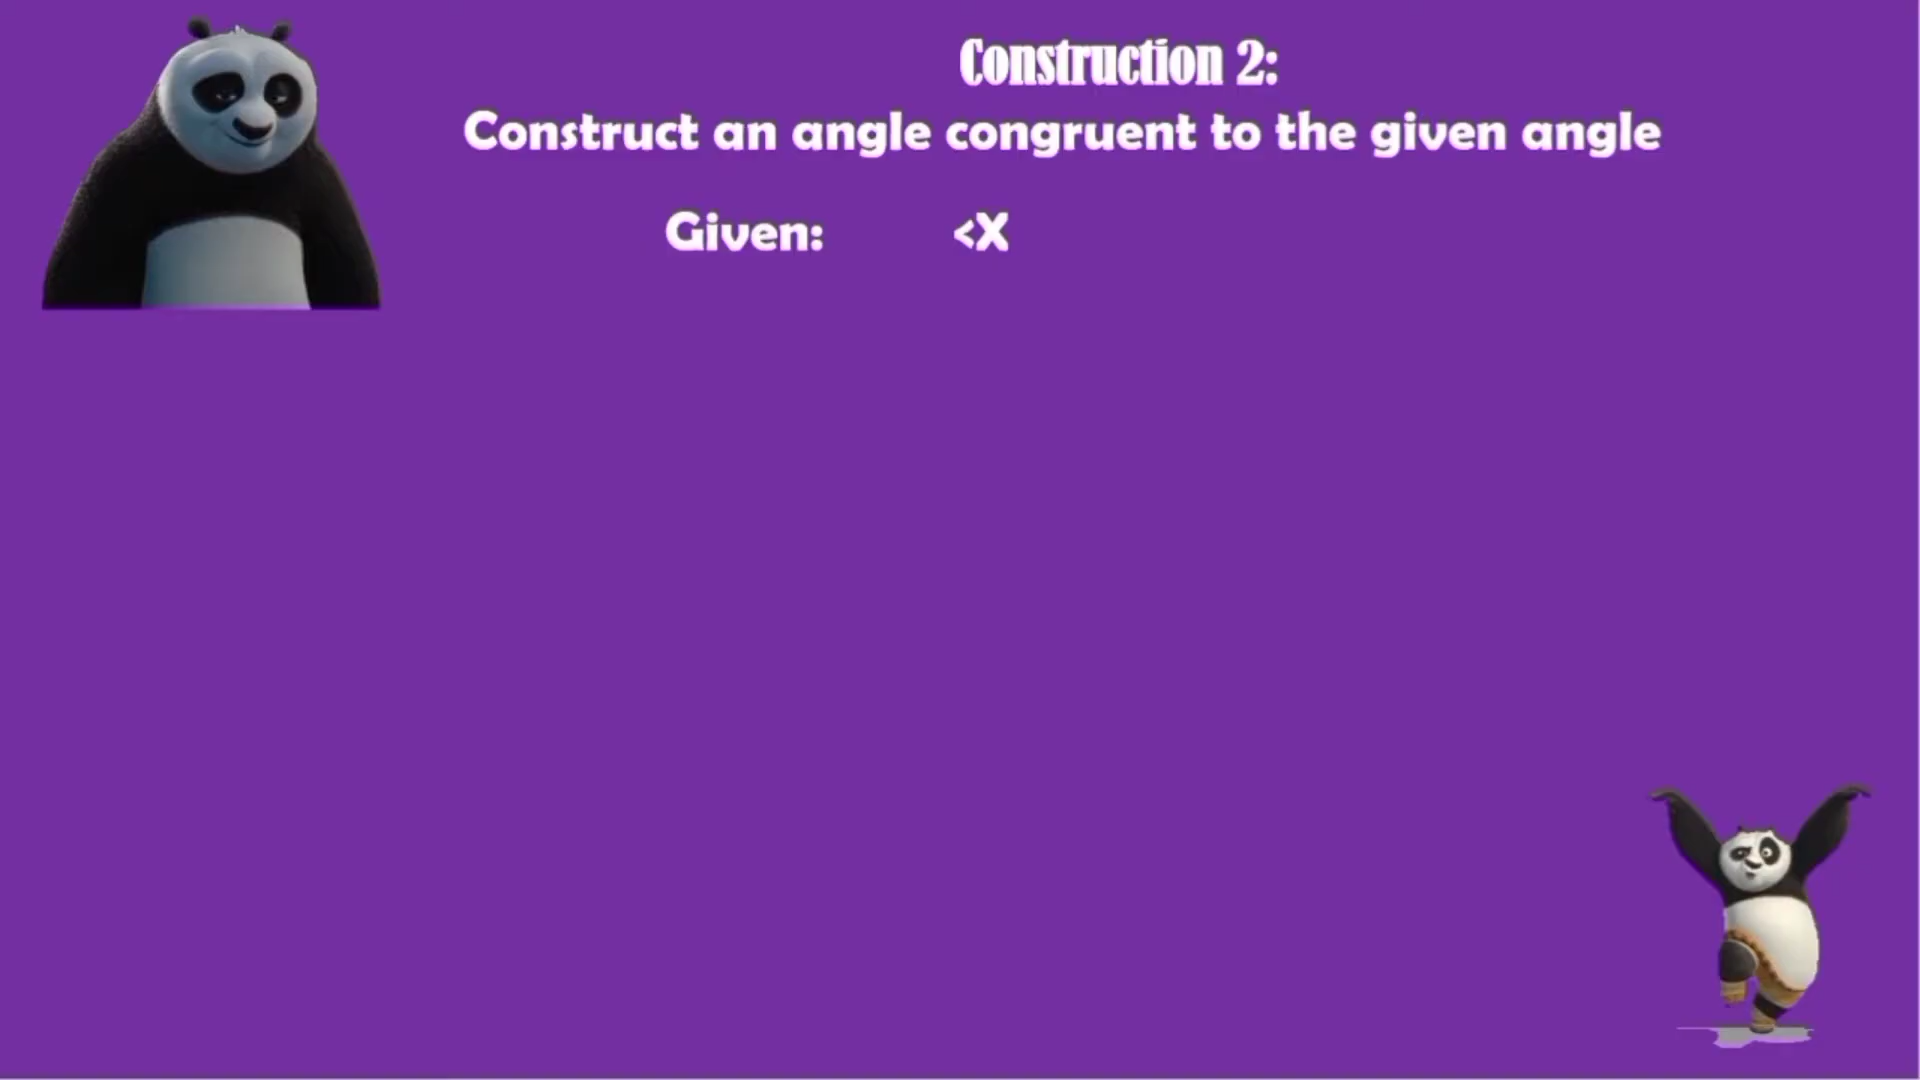 Construction 2:
Construct an angle congruent to the given angle
Given: <X